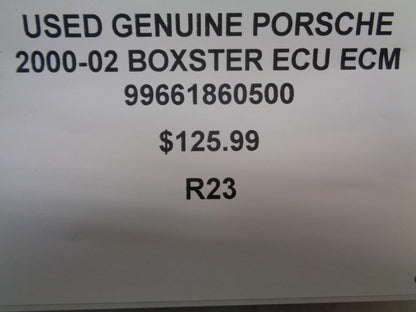 USED GENUINE PORSCHE
2000-02 BOXSTER ECU ECM
99661860500
$125.99
R23